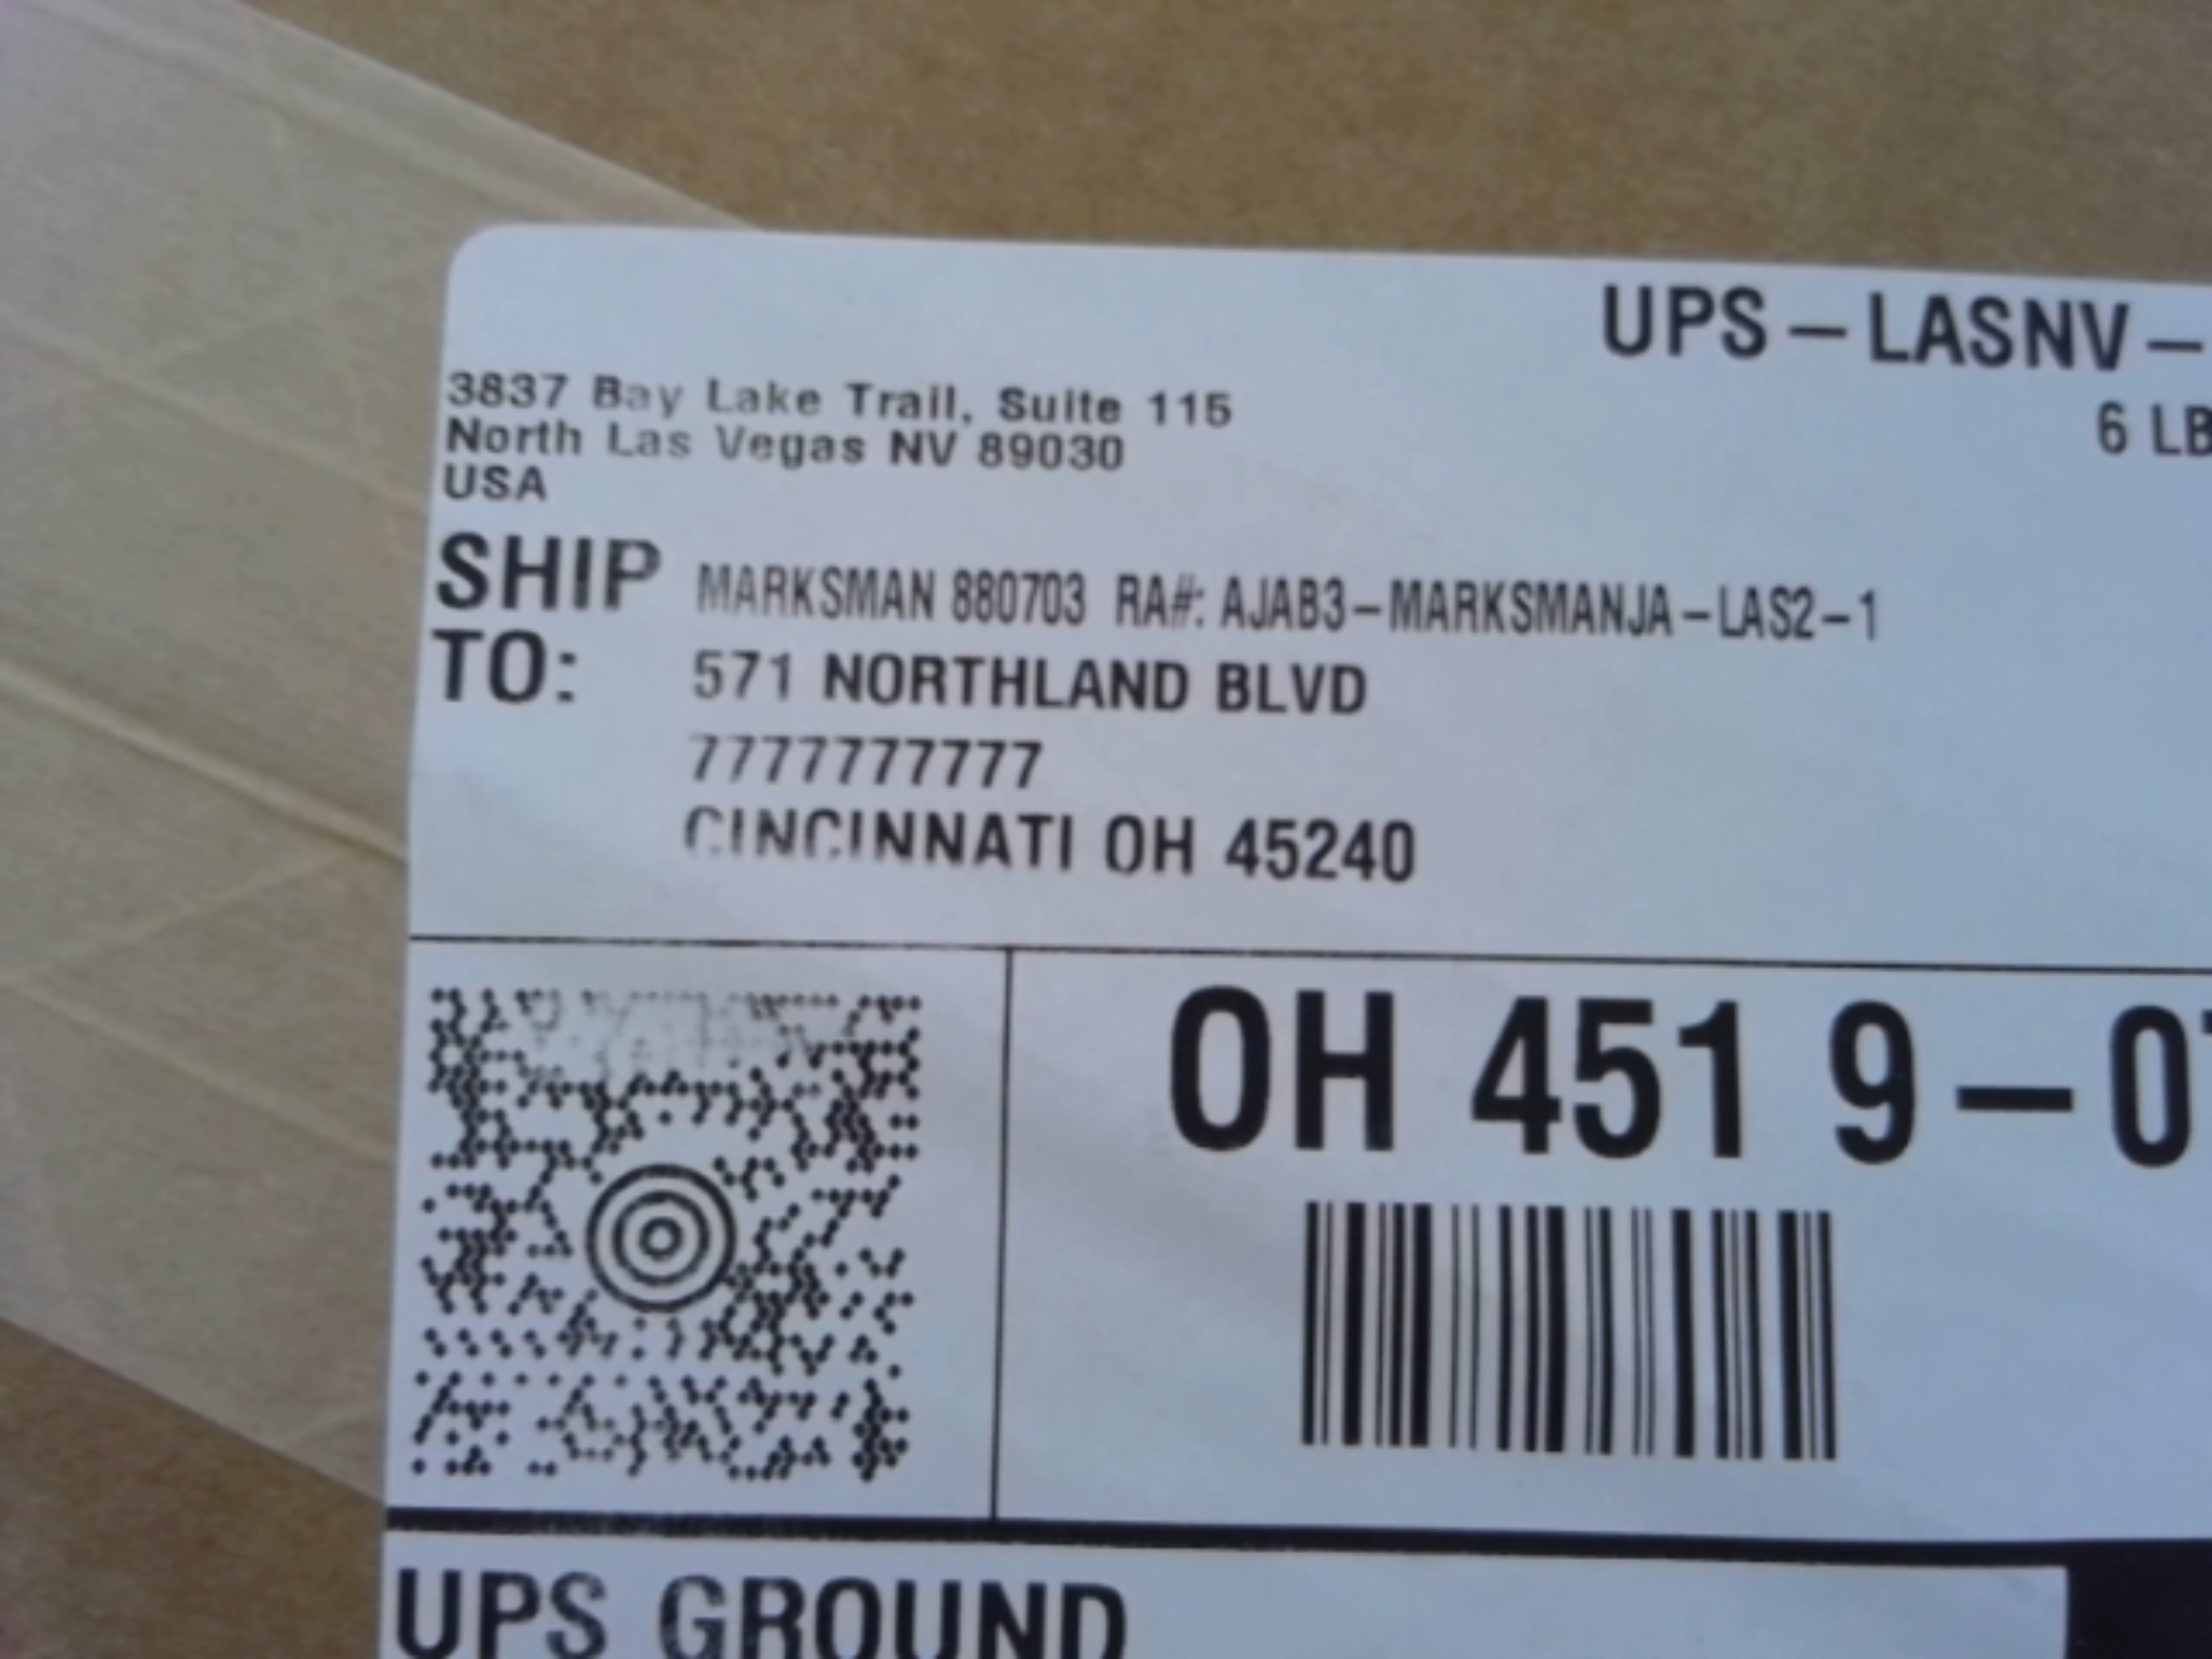 UPS – LASNV –
6 LB
3837 Bay Lake Trail, Suite 115
North Las Vegas NV 89030
USA
SHIP TO:
MARKSMAN 880703 RA#: AJAB3–MARKSMANJA–LAS2–1
571 NORTHLAND BLVD
7777777777
CINCINNATI OH 45240
OH 451 9 – 0
UPS GROUND